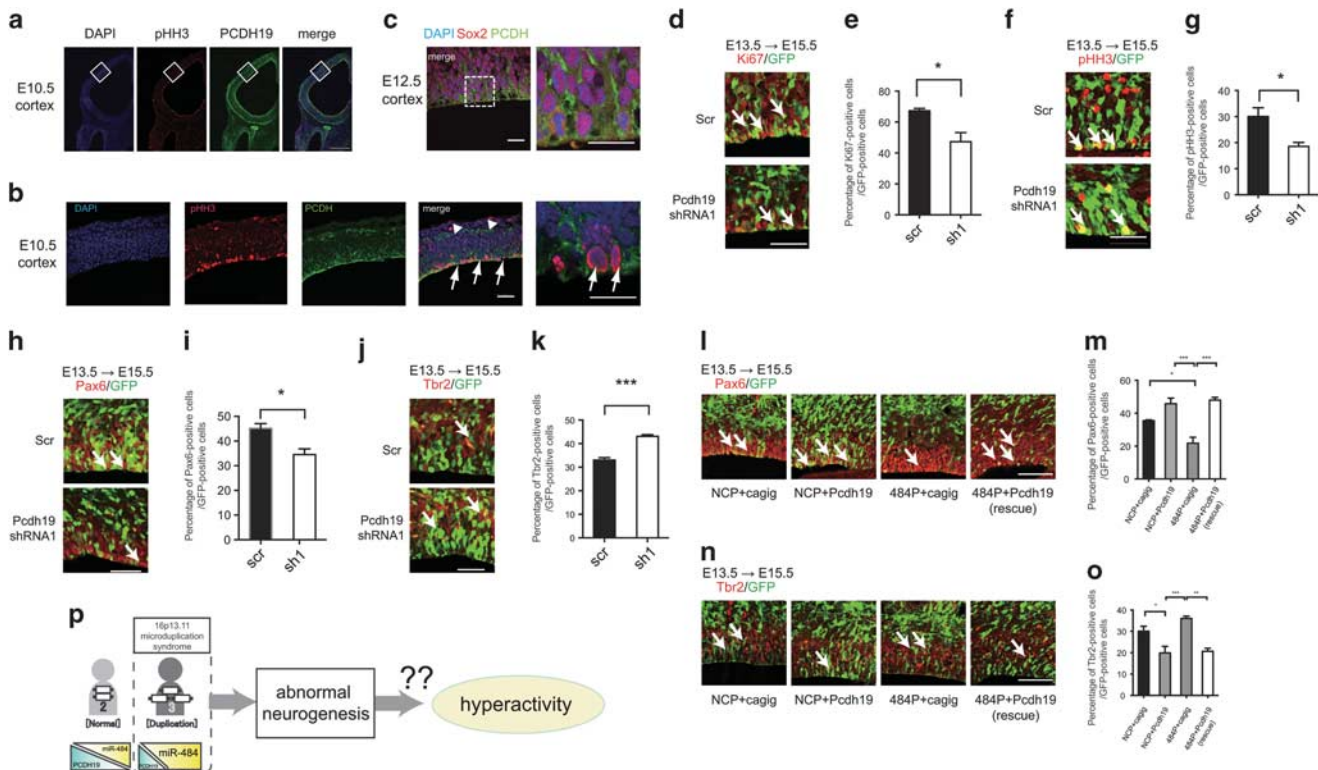 a
DAPI
pHH3
PCDH19
merge
E10.5
cortex
b
DAPI
pHH3
PCDH
merge
E10.5
cortex
c
DAPI Sox2 PCDH
merge
E12.5
cortex
d
E13.5 → E15.5
Ki67/GFP
Scr
Pcdh19
shRNA1
e
Percentage of Ki67-positive cells
/GFP-positive cells
80
60
40
20
0
*
scr
sh1
f
E13.5 → E15.5
pHH3/GFP
Scr
Pcdh19
shRNA1
g
Percentage of pHH3-positive cells
/GFP-positive cells
40
30
20
10
0
*
scr
sh1
h
E13.5 → E15.5
Pax6/GFP
Scr
Pcdh19
shRNA1
i
Percentage of Pax6-positive cells
/GFP-positive cells
50
40
30
20
10
0
*
scr
sh1
j
E13.5 → E15.5
Tbr2/GFP
Scr
Pcdh19
shRNA1
k
Percentage of Tbr2-positive cells
/GFP-positive cells
50
40
30
20
10
0
***
scr
sh1
l
E13.5 → E15.5
Pax6/GFP
NCP+cagig
NCP+Pcdh19
484P+cagig
484P+Pcdh19
(rescue)
m
Percentage of Pax6-positive cells
/GFP-positive cells
60
40
20
0
*
***
***
NCP+cagig
NCP+Pcdh19
484P+cagig
484P+Pcdh19
(rescue)
n
E13.5 → E15.5
Tbr2/GFP
NCP+cagig
NCP+Pcdh19
484P+cagig
484P+Pcdh19
(rescue)
o
Percentage of Tbr2-positive cells
/GFP-positive cells
40
30
20
10
0
*
***
**
NCP+cagig
NCP+Pcdh19
484P+cagig
484P+Pcdh19
(rescue)
p
16p13.11
microduplication
syndrome
2
3
[Normal]
[Duplication]
miR-484
PCDH19
miR-484
PCDH19
abnormal
neurogenesis
??
hyperactivity